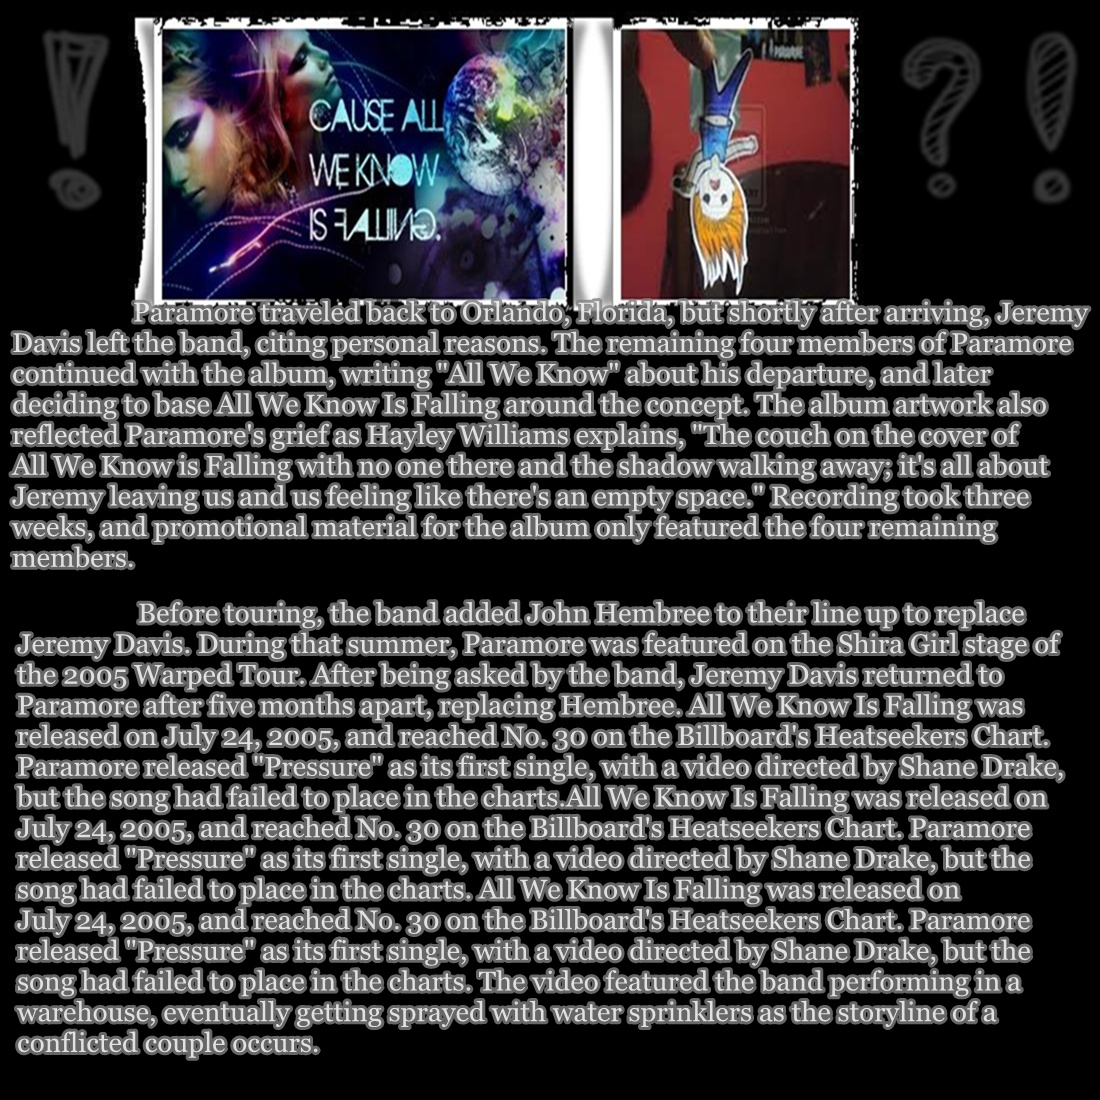 CAUSE ALL
WE KNOW
IS FALLING.
PARAMORE
Paramore traveled back to Orlando, Florida, but shortly after arriving, Jeremy
Davis left the band, citing personal reasons. The remaining four members of Paramore
continued with the album, writing "All We Know" about his departure, and later
deciding to base All We Know Is Falling around the concept. The album artwork also
reflected Paramore's grief as Hayley Williams explains, "The couch on the cover of
All We Know is Falling with no one there and the shadow walking away; it's all about
Jeremy leaving us and us feeling like there's an empty space." Recording took three
weeks, and promotional material for the album only featured the four remaining
members.
Before touring, the band added John Hembree to their line up to replace
Jeremy Davis. During that summer, Paramore was featured on the Shira Girl stage of
the 2005 Warped Tour. After being asked by the band, Jeremy Davis returned to
Paramore after five months apart, replacing Hembree. All We Know Is Falling was
released on July 24, 2005, and reached No. 30 on the Billboard's Heatseekers Chart.
Paramore released "Pressure" as its first single, with a video directed by Shane Drake,
but the song had failed to place in the charts.All We Know Is Falling was released on
July 24, 2005, and reached No. 30 on the Billboard's Heatseekers Chart. Paramore
released "Pressure" as its first single, with a video directed by Shane Drake, but the
song had failed to place in the charts. All We Know Is Falling was released on
July 24, 2005, and reached No. 30 on the Billboard's Heatseekers Chart. Paramore
released "Pressure" as its first single, with a video directed by Shane Drake, but the
song had failed to place in the charts. The video featured the band performing in a
warehouse, eventually getting sprayed with water sprinklers as the storyline of a
conflicted couple occurs.